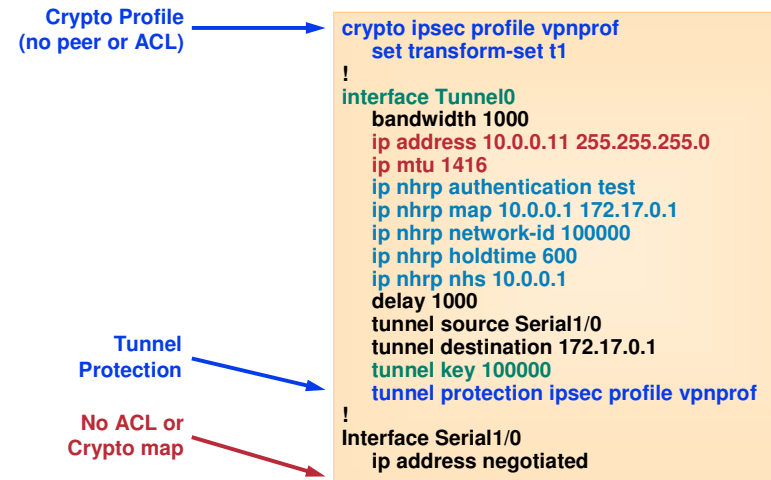 Crypto Profile
(no peer or ACL)
crypto ipsec profile vpnprof
set transform-set t1
!
interface Tunnel0
bandwidth 1000
ip address 10.0.0.11 255.255.255.0
ip mtu 1416
ip nhrp authentication test
ip nhrp map 10.0.0.1 172.17.0.1
ip nhrp network-id 100000
ip nhrp holdtime 600
ip nhrp nhs 10.0.0.1
delay 1000
tunnel source Serial1/0
tunnel destination 172.17.0.1
tunnel key 100000
tunnel protection ipsec profile vpnprof
Tunnel
Protection
!
Interface Serial1/0
ip address negotiated
No ACL or
Crypto map